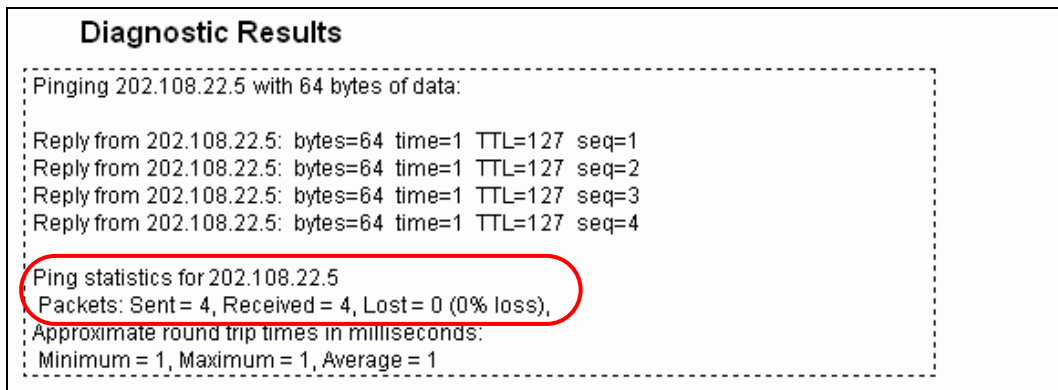 Diagnostic Results
Pinging 202.108.22.5 with 64 bytes of data:
Reply from 202.108.22.5: bytes=64 time=1 TTL=127 seq=1
Reply from 202.108.22.5: bytes=64 time=1 TTL=127 seq=2
Reply from 202.108.22.5: bytes=64 time=1 TTL=127 seq=3
Reply from 202.108.22.5: bytes=64 time=1 TTL=127 seq=4
Ping statistics for 202.108.22.5
Packets: Sent = 4, Received = 4, Lost = 0 (0% loss),
Approximate round trip times in milliseconds:
Minimum = 1, Maximum = 1, Average = 1